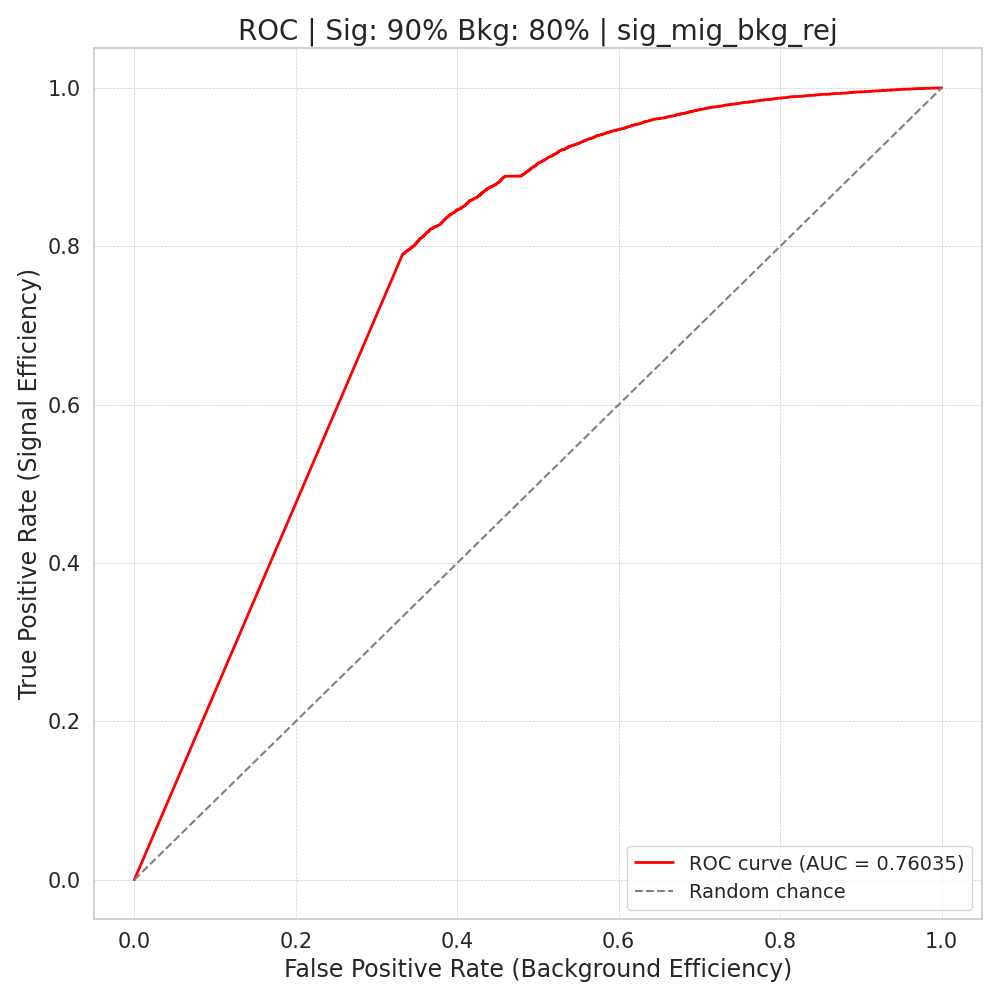 ROC | Sig: 90% Bkg: 80% | sig_mig_bkg_rej
True Positive Rate (Signal Efficiency)
1.0
0.8
0.6
0.4
0.2
0.0
ROC curve (AUC = 0.76035)
Random chance
0.0 0.2 0.4 0.6 0.8 1.0
False Positive Rate (Background Efficiency)